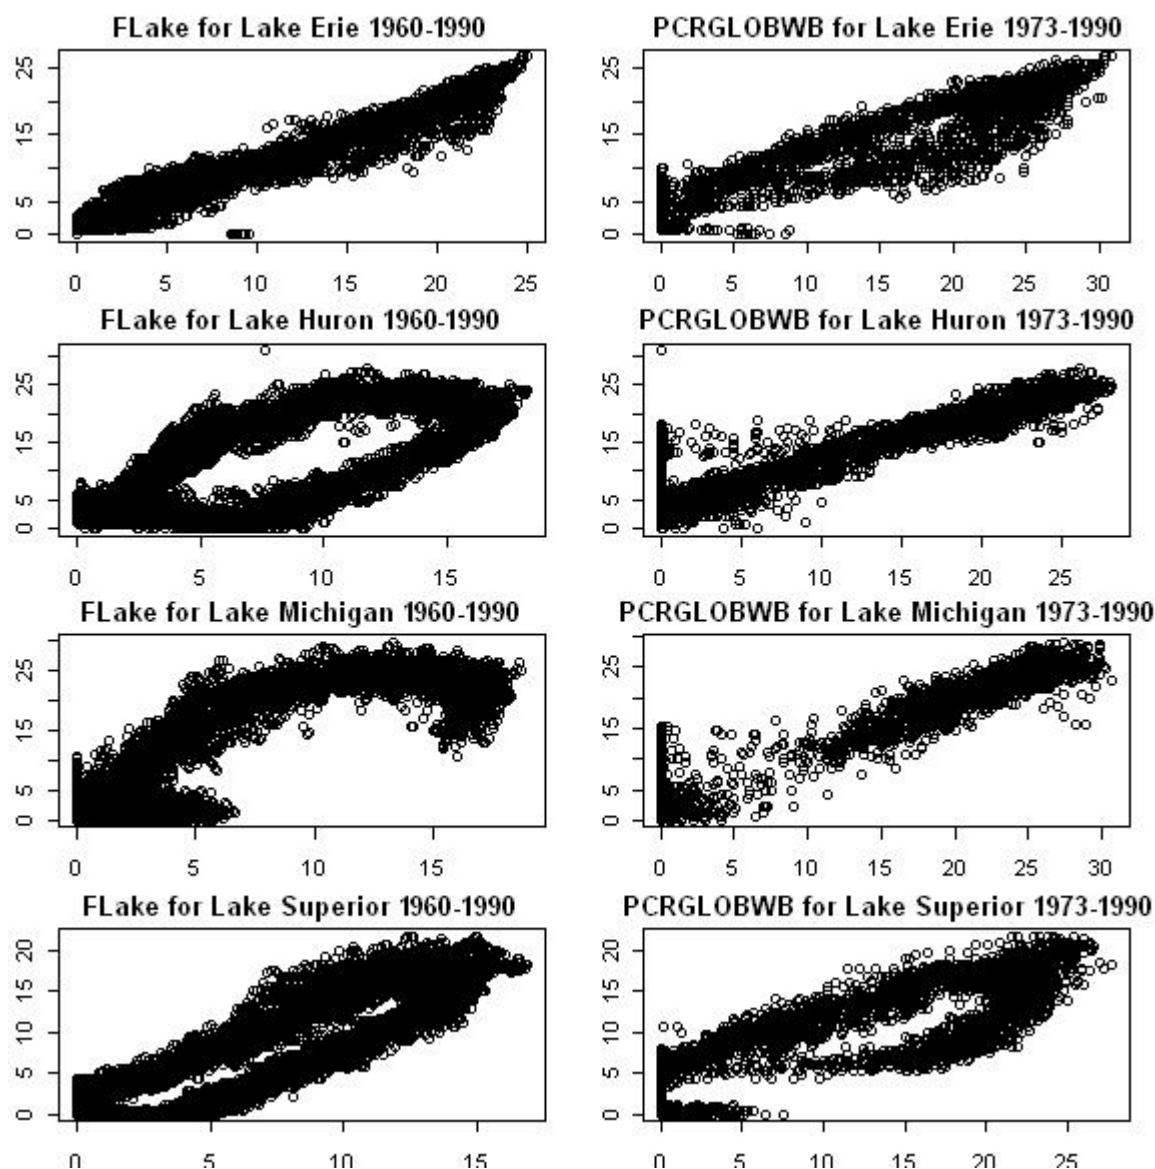 FLake for Lake Erie 1960-1990
PCRGLOBWB for Lake Erie 1973-1990
25
15
5
0
0 5 10 15 20 25
25
15
5
0
0 5 10 15 20 25 30
FLake for Lake Huron 1960-1990
PCRGLOBWB for Lake Huron 1973-1990
25
15
5
0
0 5 10 15
25
15
5
0
0 5 10 15 20 25
FLake for Lake Michigan 1960-1990
PCRGLOBWB for Lake Michigan 1973-1990
25
15
5
0
0 5 10 15
25
15
5
0
0 5 10 15 20 25 30
FLake for Lake Superior 1960-1990
PCRGLOBWB for Lake Superior 1973-1990
20
15
10
5
0
0 5 10 15
20
15
10
5
0
0 5 10 15 20 25